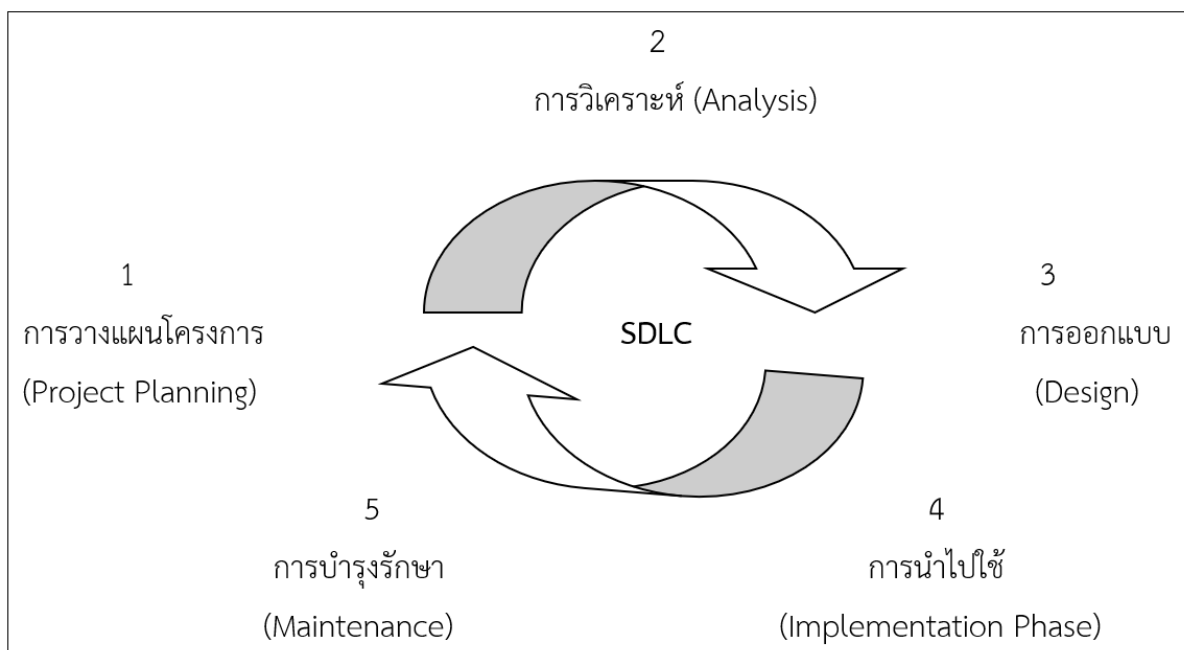 2
การวิเคราะห์ (Analysis)
1
การวางแผนโครงการ
(Project Planning)
SDLC
3
การออกแบบ
(Design)
5
การบำรุงรักษา
(Maintenance)
4
การนำไปใช้
(Implementation Phase)